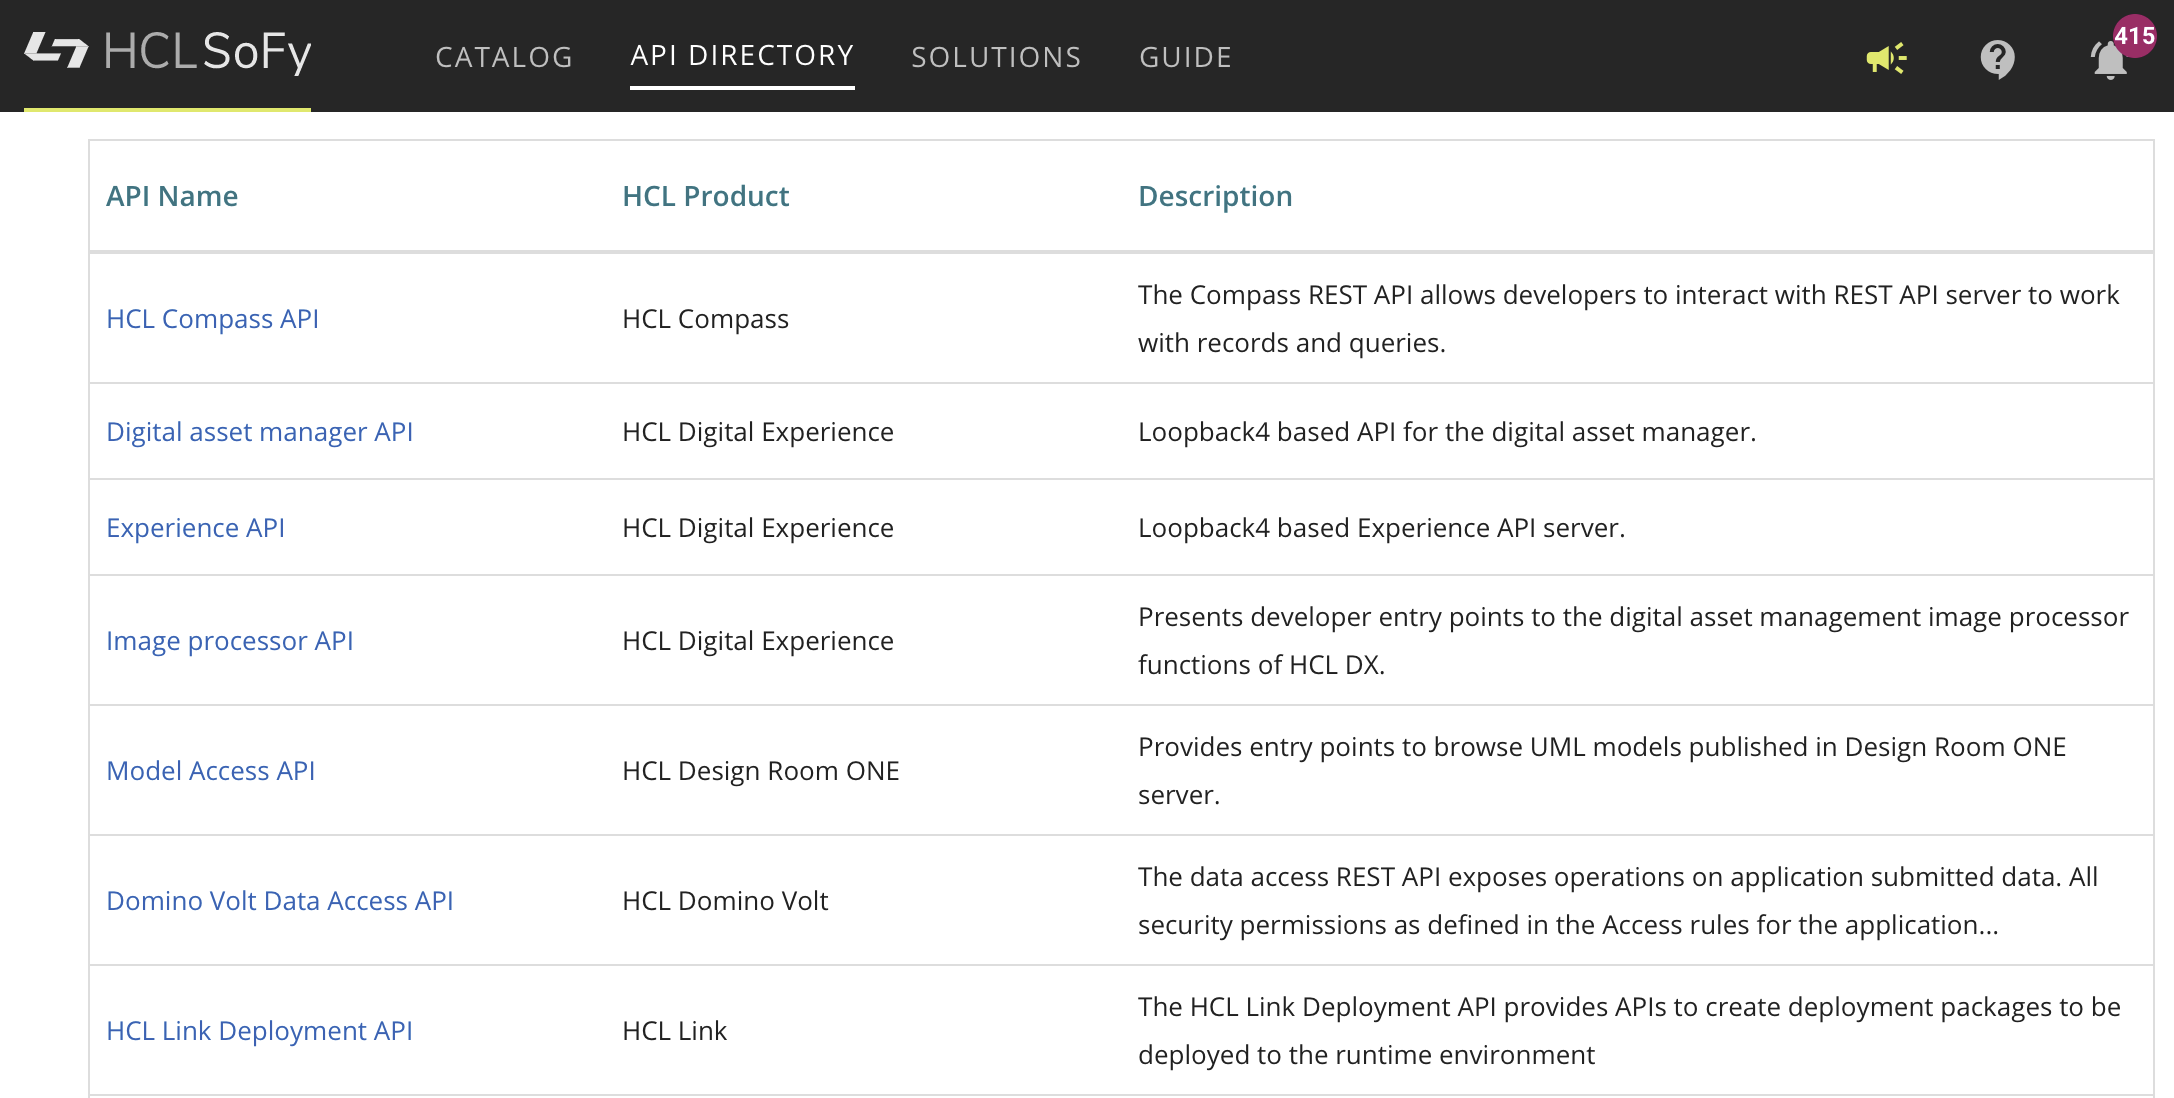 HCLSoFy CATALOG API DIRECTORY SOLUTIONS GUIDE 415
API Name HCL Product Description
HCL Compass API HCL Compass The Compass REST API allows developers to interact with REST API server to work
with records and queries.
Digital asset manager API HCL Digital Experience Loopback4 based API for the digital asset manager.
Experience API HCL Digital Experience Loopback4 based Experience API server.
Image processor API HCL Digital Experience Presents developer entry points to the digital asset management image processor
functions of HCL DX.
Model Access API HCL Design Room ONE Provides entry points to browse UML models published in Design Room ONE
server.
Domino Volt Data Access API HCL Domino Volt The data access REST API exposes operations on application submitted data. All
security permissions as defined in the Access rules for the application...
HCL Link Deployment API HCL Link The HCL Link Deployment API provides APIs to create deployment packages to be
deployed to the runtime environment